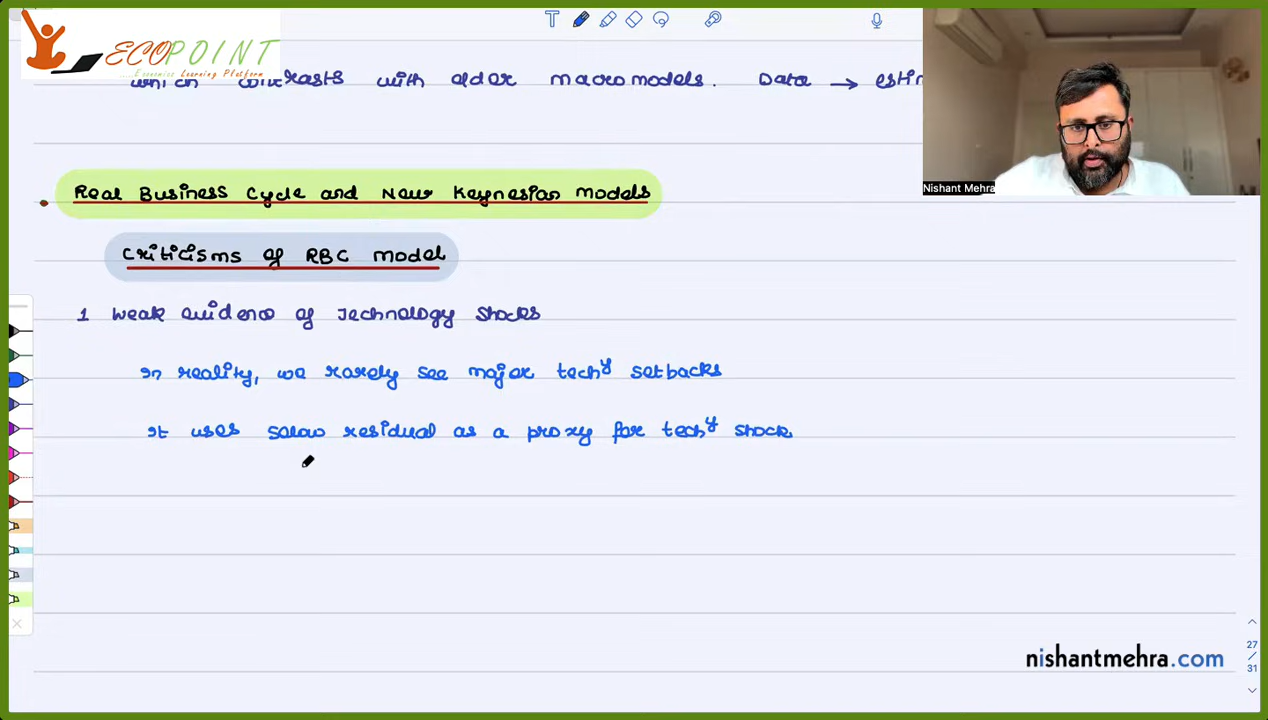 ECOPOINT
....Economics Learning Platform
which contrasts with older macromodels. Data → estim
Nishant Mehra
Real Business Cycle and New Keynesian Models
Criticisms of RBC model
1 Weak Evidence of Technology Shocks
In reality, we rarely see major techy setbacks
It uses Solow residual as a proxy for techy shock
nishantmehra.com
27
/
31